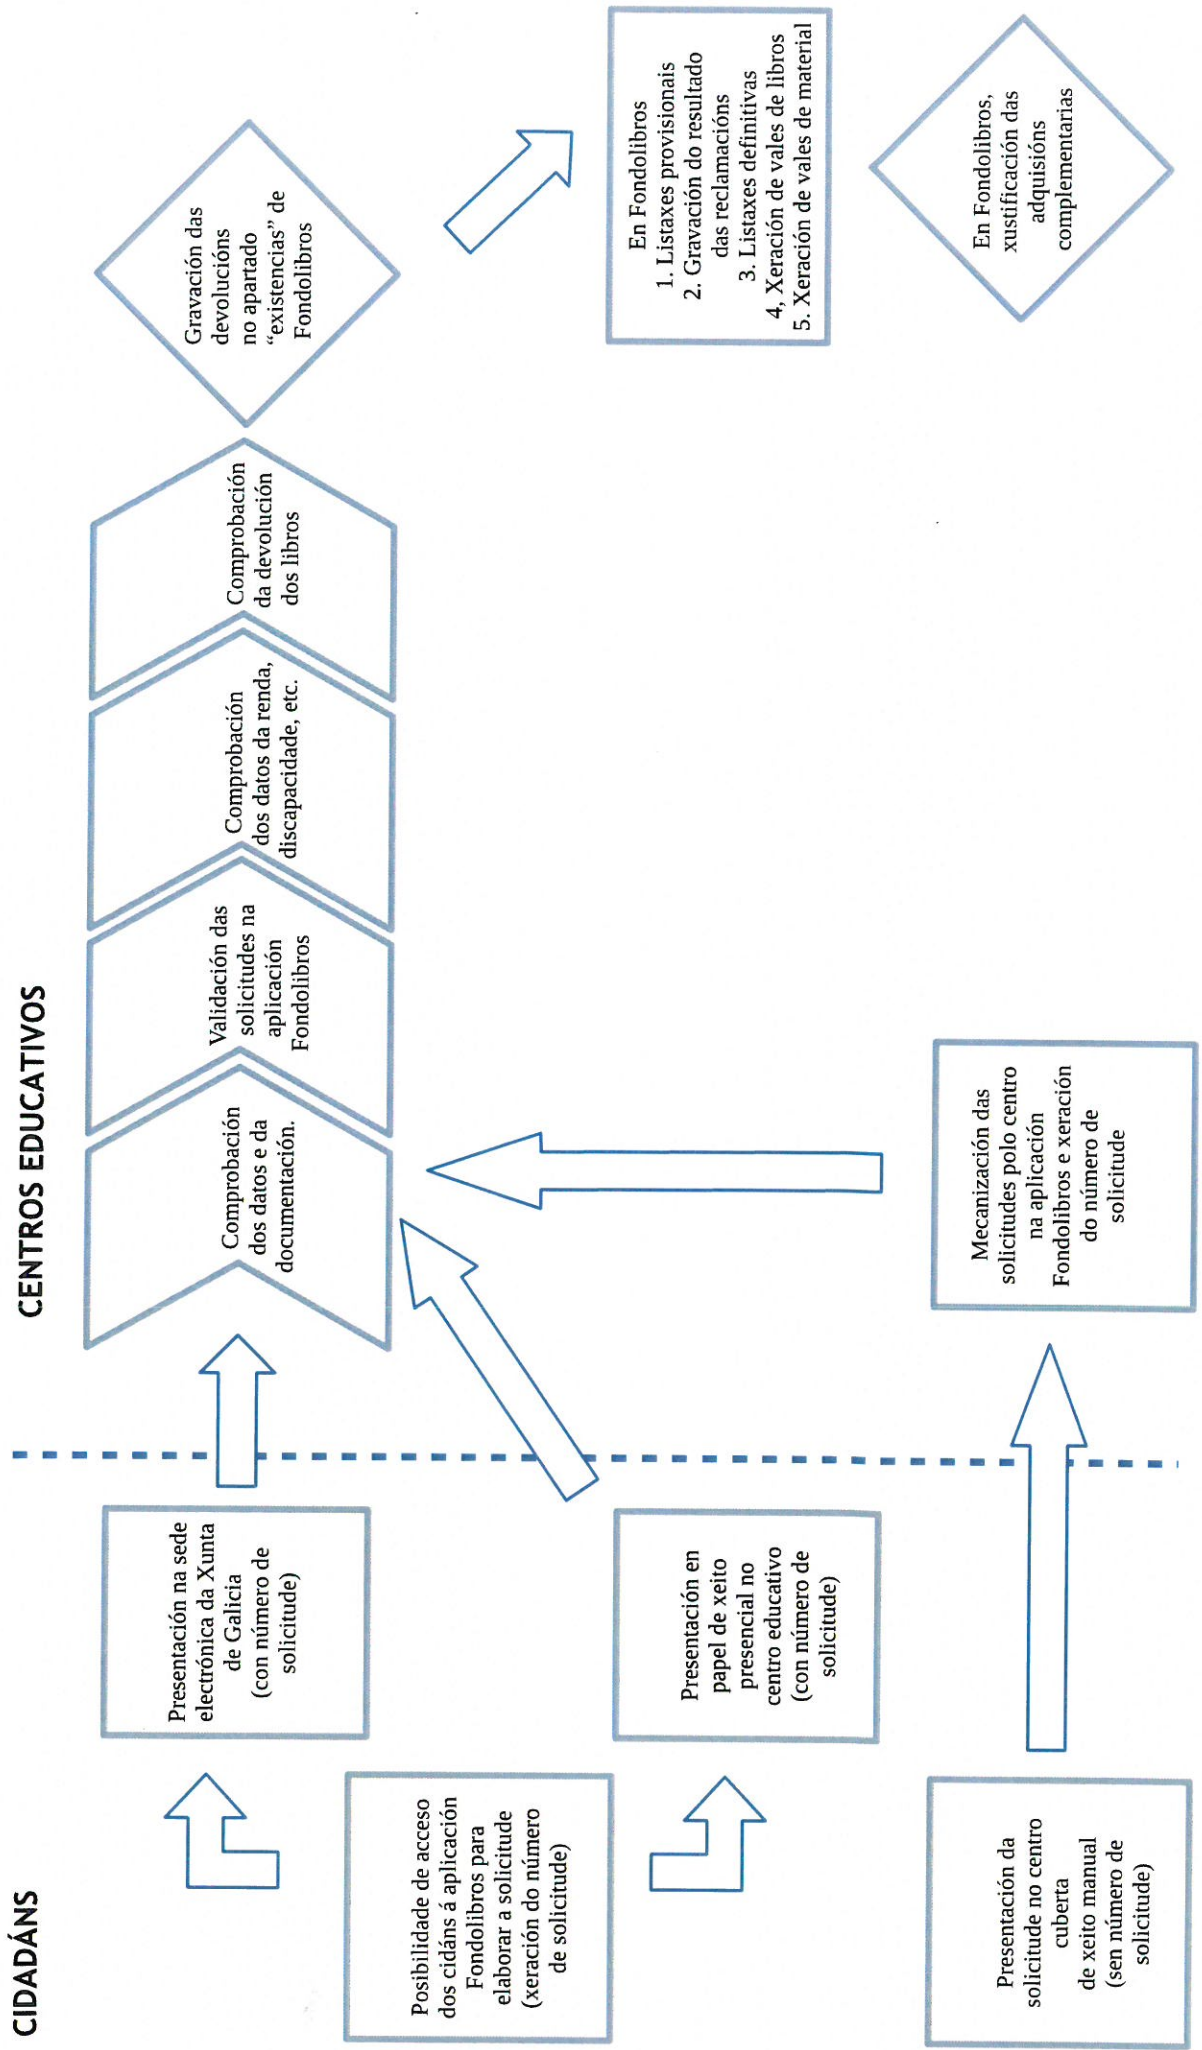 CIDADÁNS
CENTROS EDUCATIVOS
Posibilidade de acceso
dos cidáns á aplicación
Fondolibros para
elaborar a solicitude
(xeración do número
de solicitude)
Presentación na sede
electrónica da Xunta
de Galicia
(con número de
solicitude)
Presentación en
papel de xeito
presencial no
centro educativo
(con número de
solicitude)
Presentación da
solicitude no centro
cuberta
de xeito manual
(sen número de
solicitude)
Mecanización das
solicitudes polo centro
na aplicación
Fondolibros e xeración
do número de
solicitude
Comprobación
dos datos e da
documentación.
Validación das
solicitudes na
aplicación
Fondolibros
Comprobación
dos datos da renda,
discapacidade, etc.
Comprobación
da devolución
dos libros
Gravación das
devolucións
no apartado
“existencias” de
Fondolibros
En Fondolibros
1. Listaxes provisionais
2. Gravación do resultado
das reclamacións
3. Listaxes definitivas
4, Xeración de vales de libros
5. Xeración de vales de material
En Fondolibros,
xustificación das
adquisións
complementarias